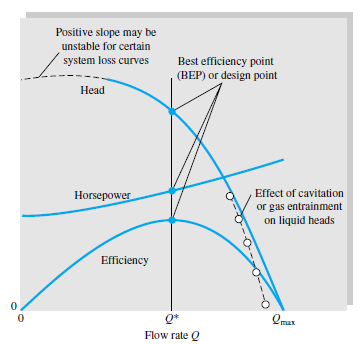 Positive slope may be
unstable for certain
system loss curves
Best efficiency point
(BEP) or design point
Head
Horsepower
Effect of cavitation
or gas entrainment
on liquid heads
Efficiency
0
0
Q*
Qmax
Flow rate Q